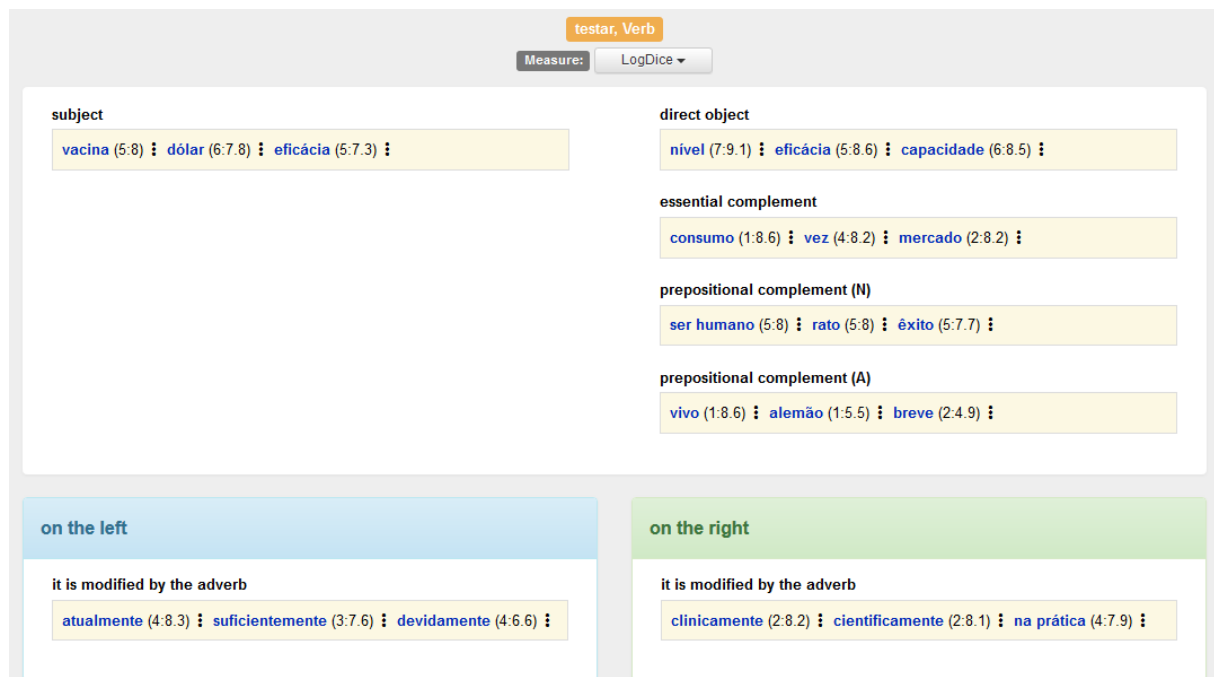 testar, Verb
Measure: LogDice
subject
vacina (5:8) ⋮ dólar (6:7.8) ⋮ eficácia (5:7.3) ⋮
direct object
nível (7:9.1) ⋮ eficácia (5:8.6) ⋮ capacidade (6:8.5) ⋮
essential complement
consumo (1:8.6) ⋮ vez (4:8.2) ⋮ mercado (2:8.2) ⋮
prepositional complement (N)
ser humano (5:8) ⋮ rato (5:8) ⋮ êxito (5:7.7) ⋮
prepositional complement (A)
vivo (1:8.6) ⋮ alemão (1:5.5) ⋮ breve (2:4.9) ⋮
on the left
it is modified by the adverb
atualmente (4:8.3) ⋮ suficientemente (3:7.6) ⋮ devidamente (4:6.6) ⋮
on the right
it is modified by the adverb
clinicamente (2:8.2) ⋮ cientificamente (2:8.1) ⋮ na prática (4:7.9) ⋮